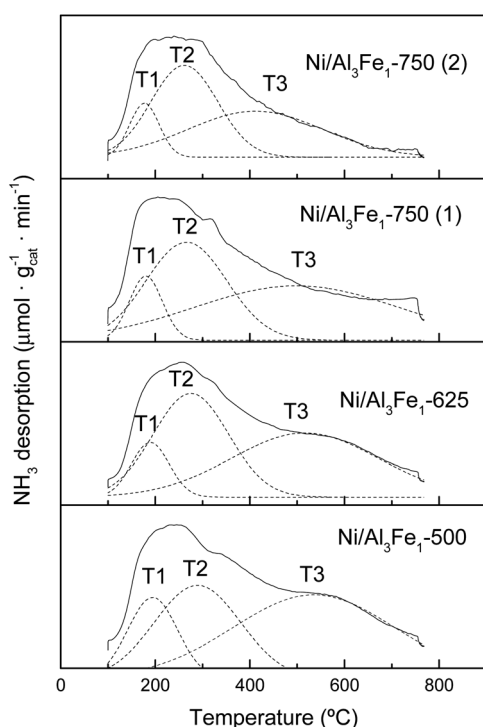 NH₃ desorption (μmol · g⁻¹cat · min⁻¹)
Ni/Al₃Fe₁-750 (2)
T1
T2
T3
Ni/Al₃Fe₁-750 (1)
T1
T2
T3
Ni/Al₃Fe₁-625
T1
T2
T3
Ni/Al₃Fe₁-500
T1
T2
T3
0 200 400 600 800
Temperature (ºC)